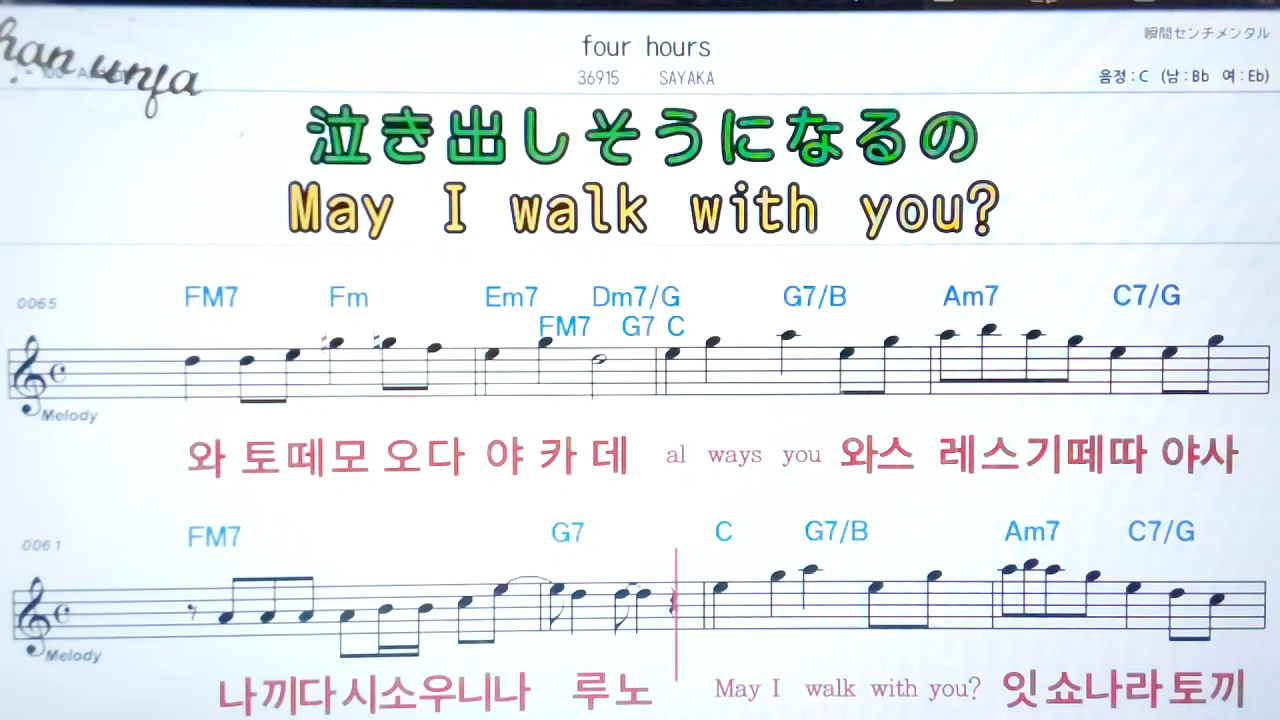 han unja
four hours
瞬間センチメンタル
36915 SAYAKA
음정 : C (남 : Bb 여 : Eb)
泣き出しそうになるの
May I walk with you?
0065
FM7 Fm Em7 Dm7/G G7/B Am7 C7/G
FM7 G7 C
Melody
와 토떼모 오다 야 카 데 al ways you 와스 레스기떼따 야사
0061
FM7 G7 C G7/B Am7 C7/G
Melody
나끼다시소우니나 루노 May I walk with you? 잇쇼나라토끼